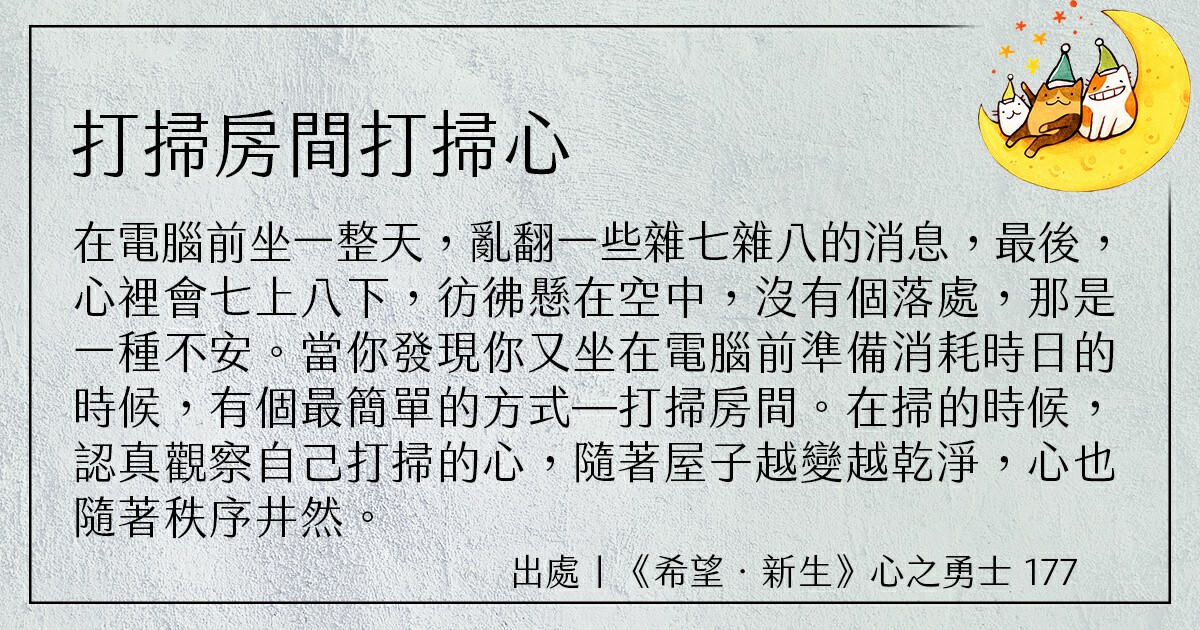 打掃房間打掃心
在電腦前坐一整天，亂翻一些雜七雜八的消息，最後，
心裡會七上八下，彷彿懸在空中，沒有個落處，那是
一種不安。當你發現你又坐在電腦前準備消耗時日的
時候，有個最簡單的方式—打掃房間。在掃的時候，
認真觀察自己打掃的心，隨著屋子越變越乾淨，心也
隨著秩序井然。
出處｜《希望．新生》心之勇士 177